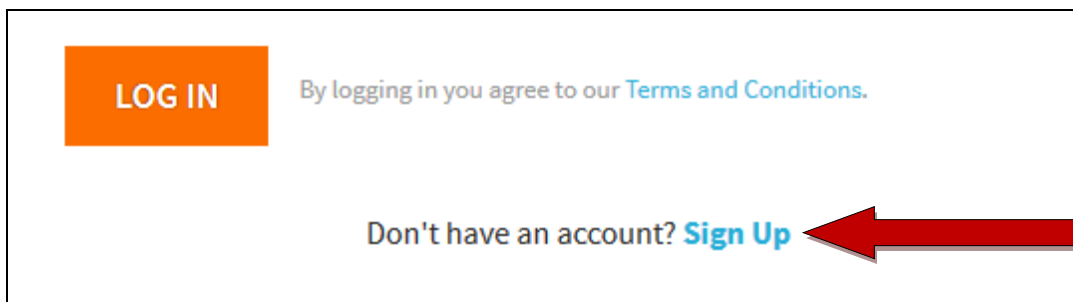 LOG IN
By logging in you agree to our Terms and Conditions.
Don't have an account? Sign Up